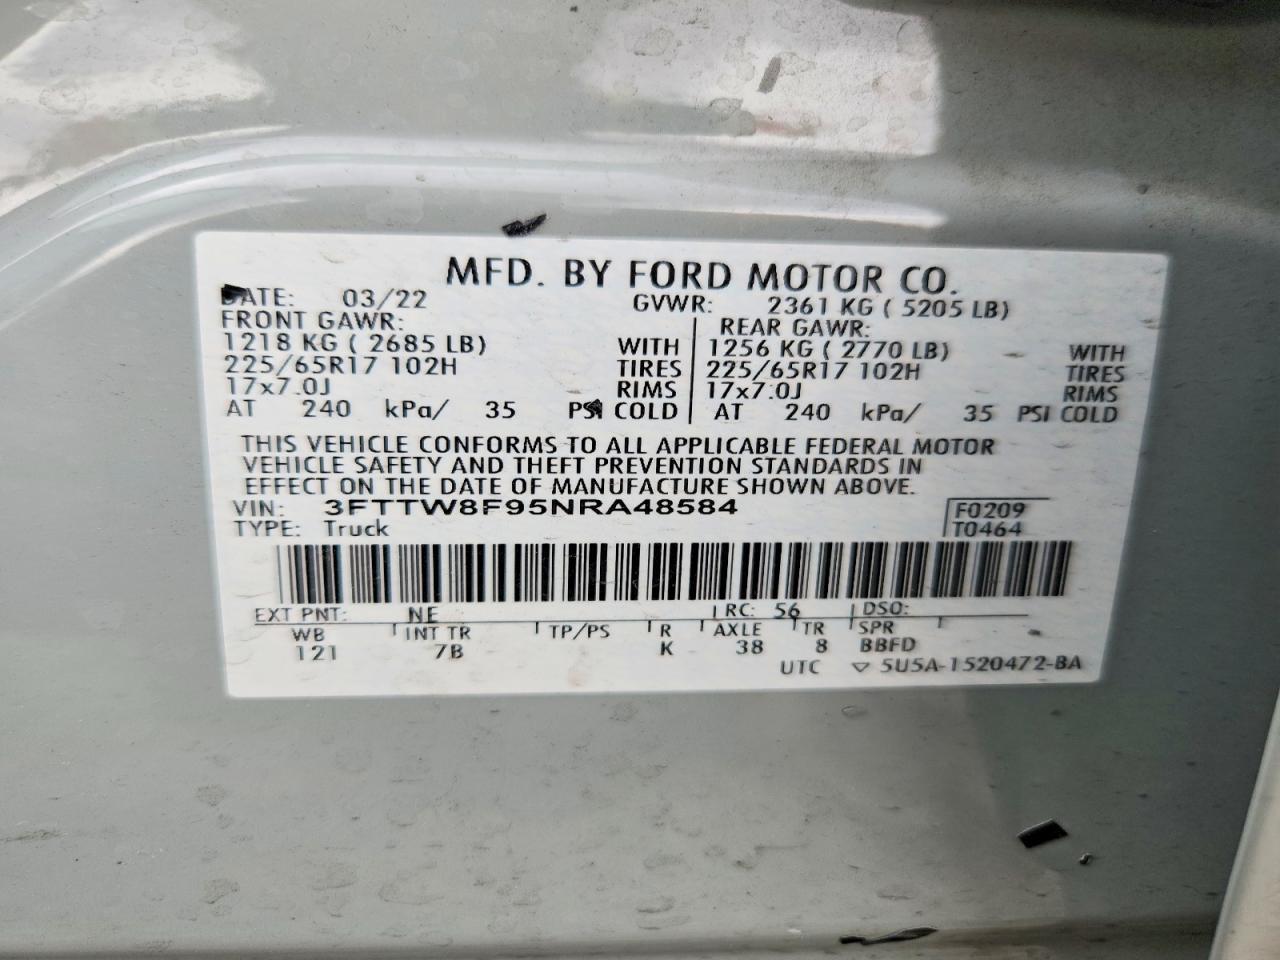 MFD. BY FORD MOTOR CO.
DATE: 03/22 GVWR: 2361 KG ( 5205 LB)
FRONT GAWR: REAR GAWR:
1218 KG ( 2685 LB) WITH 1256 KG ( 2770 LB) WITH
225/65R17 102H TIRES 225/65R17 102H TIRES
17x7.0J RIMS 17x7.0J RIMS
AT 240 kPa/ 35 PSI COLD AT 240 kPa/ 35 PSI COLD
THIS VEHICLE CONFORMS TO ALL APPLICABLE FEDERAL MOTOR
VEHICLE SAFETY AND THEFT PREVENTION STANDARDS IN
EFFECT ON THE DATE OF MANUFACTURE SHOWN ABOVE.
VIN: 3FTTW8F95NRA48584 F0209
TYPE: Truck T0464
EXT PNT: NE RC: 56 DSO:
WB INT TR TP/PS R AXLE TR SPR
121 7B K 38 8 BBFD
UTC ▽ 5U5A-1520472-BA